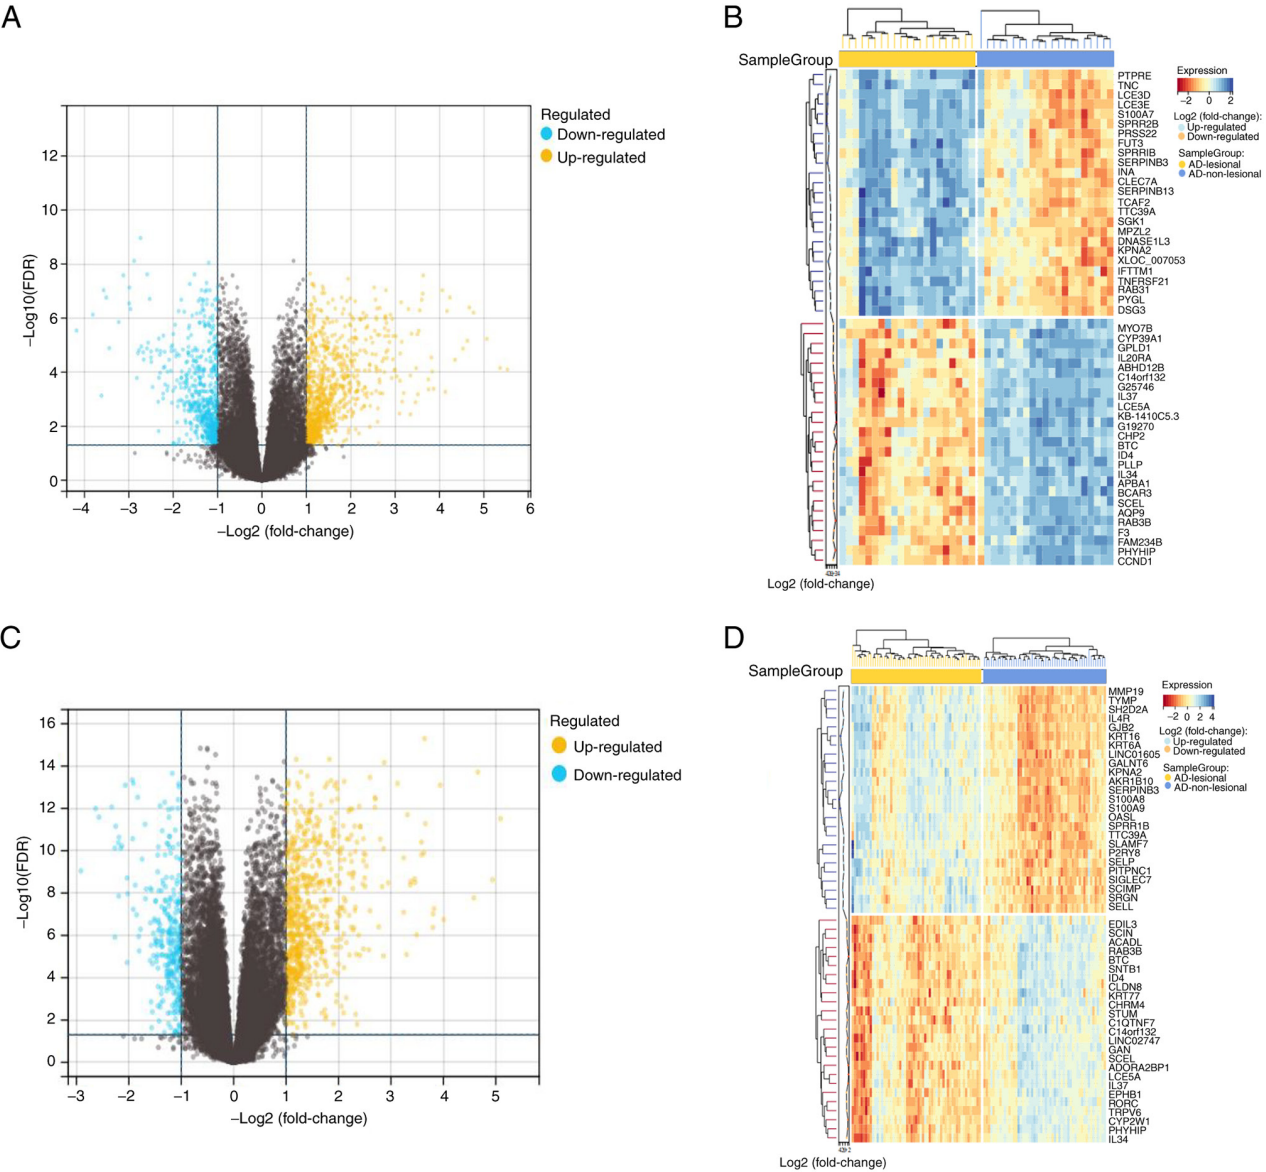 A
Regulated
Down-regulated
Up-regulated
12
10
8
6
4
2
0
−Log10(FDR)
−4 −3 −2 −1 0 1 2 3 4 5 6
−Log2 (fold-change)
B
SampleGroup
PTPRE
TNC
LCE3D
LCE3E
S100A7
SPRR2B
PRSS22
FUT3
SPRRIB
SERPINB3
INA
CLEC7A
SERPINB13
TCAF2
TTC39A
SGK1
MPZL2
DNASE1L3
KPNA2
XLOC_007053
IFTTM1
TNFRSF21
RAB31
PYGL
DSG3
MYO7B
CYP39A1
GPLD1
IL20RA
ABHD12B
C14orf132
G25746
IL37
LCE5A
KB-1410C5.3
G19270
CHP2
BTC
ID4
PLLP
IL34
APBA1
BCAR3
SCEL
AQP9
RAB3B
F3
FAM234B
PHYHIP
CCND1
Log2 (fold-change)
Expression
−2 0 2
Log2 (fold-change):
Up-regulated
Down-regulated
SampleGroup:
AD-lesional
AD-non-lesional
C
Regulated
Up-regulated
Down-regulated
16
14
12
10
8
6
4
2
0
−Log10(FDR)
−3 −2 −1 0 1 2 3 4 5
−Log2 (fold-change)
D
SampleGroup
MMP19
TYMP
SH2D2A
IL4R
GJB2
KRT16
KRT6A
LINC01605
GALNT6
KPNA2
AKR1B10
SERPINB3
S100A8
S100A9
OASL
SPRR1B
TTC39A
SLAMF7
P2RY8
SELP
PITPNC1
SIGLEC7
SCIMP
SRGN
SELL
EDIL3
SCIN
ACADL
RAB3B
BTC
SNTB1
ID4
CLDN8
KRT77
CHRM4
STUM
C1QTNF7
C14orf132
LINC02747
GAN
SCEL
ADORA2BP1
LCE5A
IL37
EPHB1
RORC
TRPV6
CYP2W1
PHYHIP
IL34
Log2 (fold-change)
Expression
−2 0 2 4
Log2 (fold-change):
Up-regulated
Down-regulated
SampleGroup:
AD-lesional
AD-non-lesional